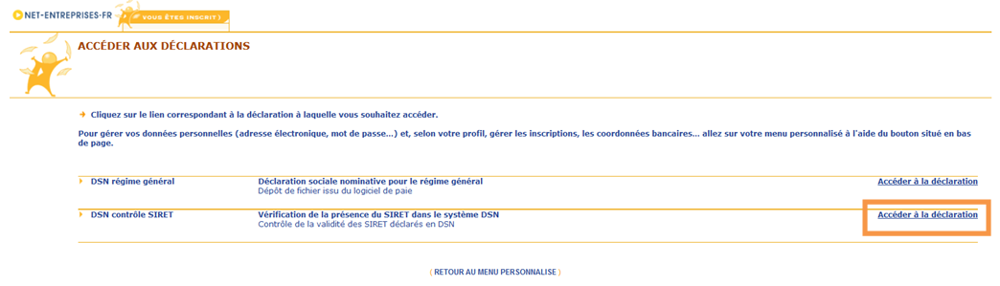 NET-ENTREPRISES-FR
VOUS ÊTES INSCRIT )
ACCÉDER AUX DÉCLARATIONS
Cliquez sur le lien correspondant à la déclaration à laquelle vous souhaitez accéder.
Pour gérer vos données personnelles (adresse électronique, mot de passe...) et, selon votre profil, gérer les inscriptions, les coordonnées bancaires... allez sur votre menu personnalisé à l'aide du bouton situé en bas
de page.
DSN régime général Déclaration sociale nominative pour le régime général Accéder à la déclaration
Dépôt de fichier issu du logiciel de paie
DSN contrôle SIRET Vérification de la présence du SIRET dans le système DSN Accéder à la déclaration
Contrôle de la validité des SIRET déclarés en DSN
( RETOUR AU MENU PERSONNALISE )